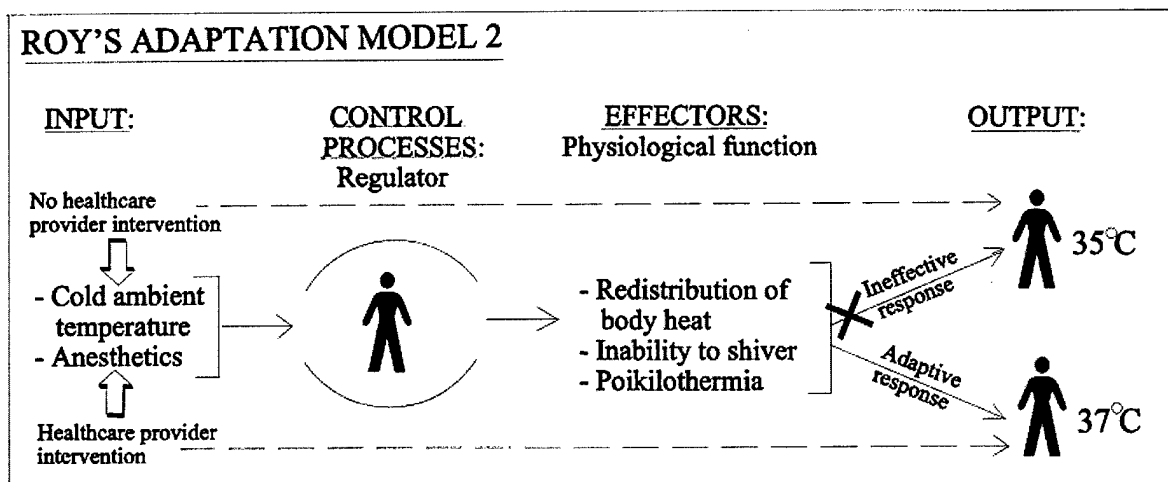 ROY'S ADAPTATION MODEL 2
INPUT:
CONTROL
PROCESSES:
Regulator
EFFECTORS:
Physiological function
OUTPUT:
No healthcare
provider intervention
- Cold ambient
temperature
- Anesthetics
Healthcare provider
intervention
- Redistribution of
body heat
- Inability to shiver
- Poikilothermia
Ineffective
response
Adaptive
response
35°C
37°C